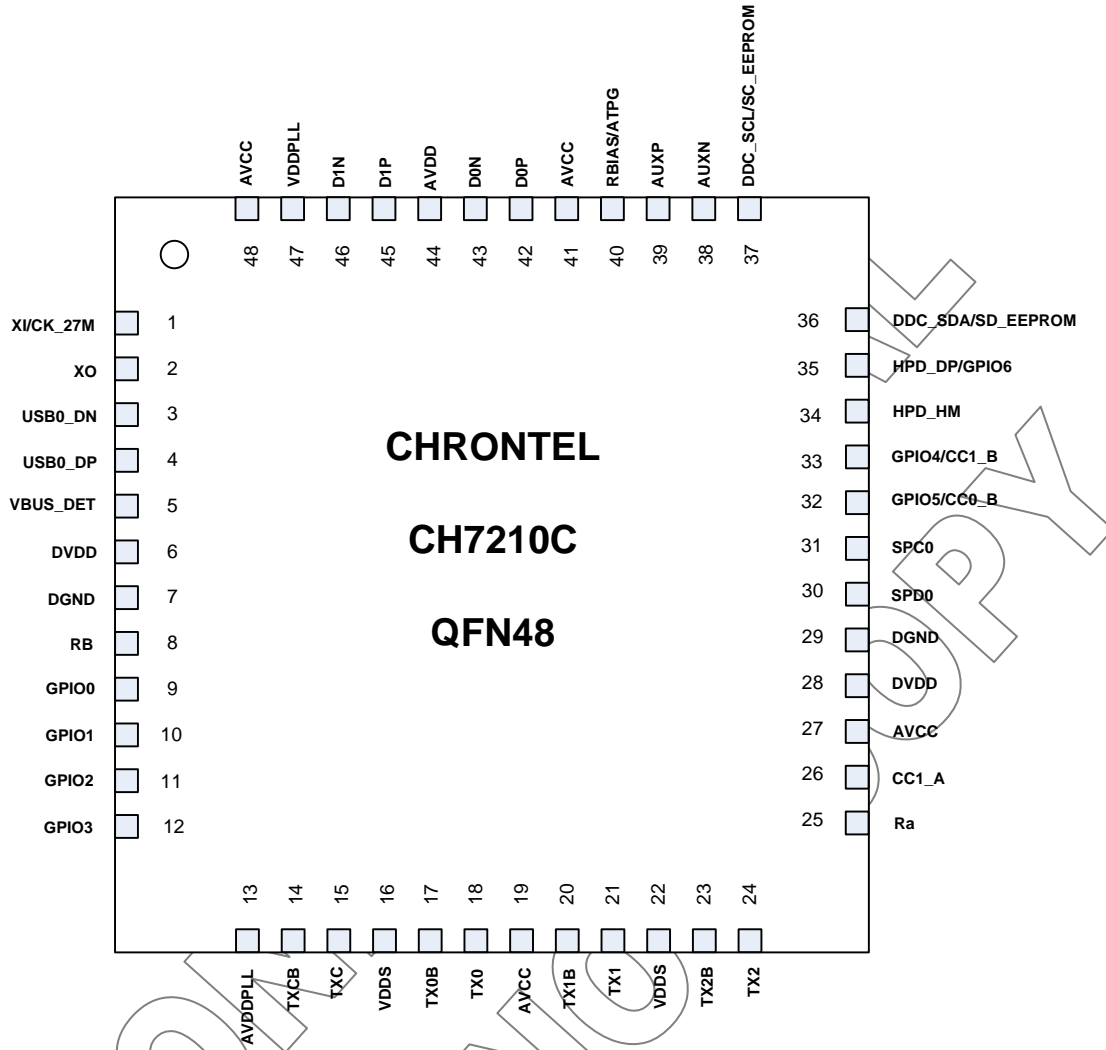 DDC_SCL/SC_EEPROM
AUXN
AUXP
RBIAS/ATPG
AVCC
D0P
D0N
AVDD
D1P
D1N
VDDPLL
AVCC
48
47
46
45
44
43
42
41
40
39
38
37
XI/CK_27M 1
XO 2
USB0_DN 3
USB0_DP 4
VBUS_DET 5
DVDD 6
DGND 7
RB 8
GPIO0 9
GPIO1 10
GPIO2 11
GPIO3 12
CHRONTEL
CH7210C
QFN48
36 DDC_SDA/SD_EEPROM
35 HPD_DP/GPIO6
34 HPD_HM
33 GPIO4/CC1_B
32 GPIO5/CC0_B
31 SPC0
30 SPD0
29 DGND
28 DVDD
27 AVCC
26 CC1_A
25 Ra
13
14
15
16
17
18
19
20
21
22
23
24
AVDDPLL
TXCB
TXC
VDDS
TX0B
TX0
AVCC
TX1B
TX1
VDDS
TX2B
TX2
COPY